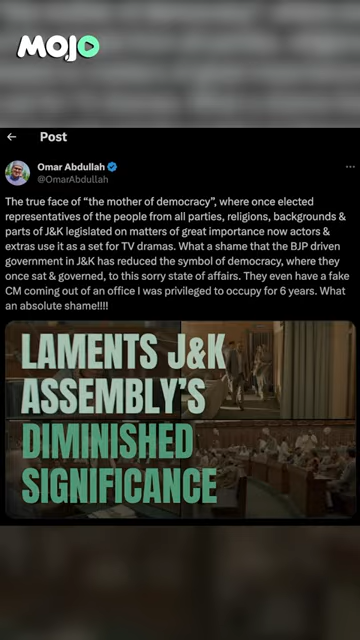 MOJO
Post
Omar Abdullah
@OmarAbdullah
The true face of “the mother of democracy”, where once elected
representatives of the people from all parties, religions, backgrounds &
parts of J&K legislated on matters of great importance now actors &
extras use it as a set for TV dramas. What a shame that the BJP driven
government in J&K has reduced the symbol of democracy, where they
once sat & governed, to this sorry state of affairs. They even have a fake
CM coming out of an office I was privileged to occupy for 6 years. What
an absolute shame!!!!
LAMENTS J&K
ASSEMBLY'S
DIMINISHED
SIGNIFICANCE